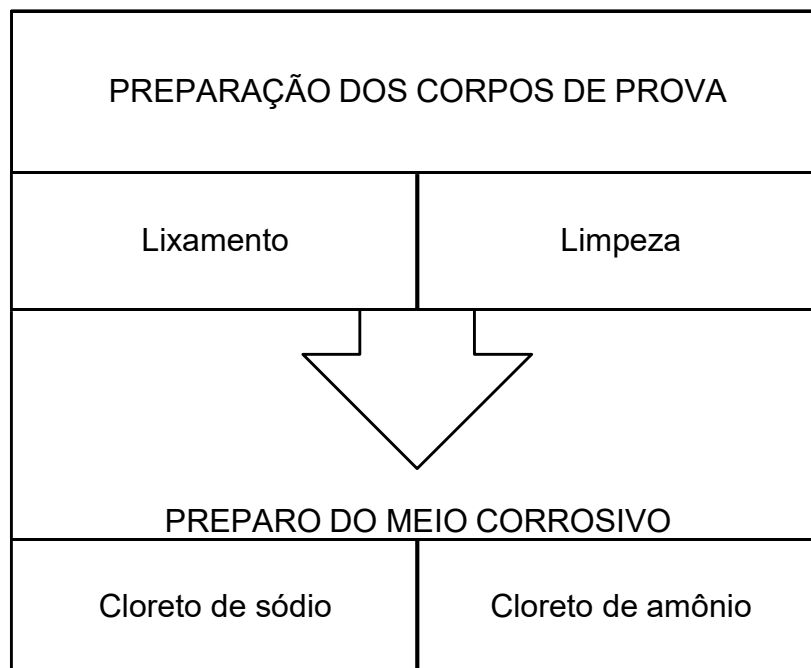 PREPARAÇÃO DOS CORPOS DE PROVA
Lixamento
Limpeza
PREPARO DO MEIO CORROSIVO
Cloreto de sódio
Cloreto de amônio